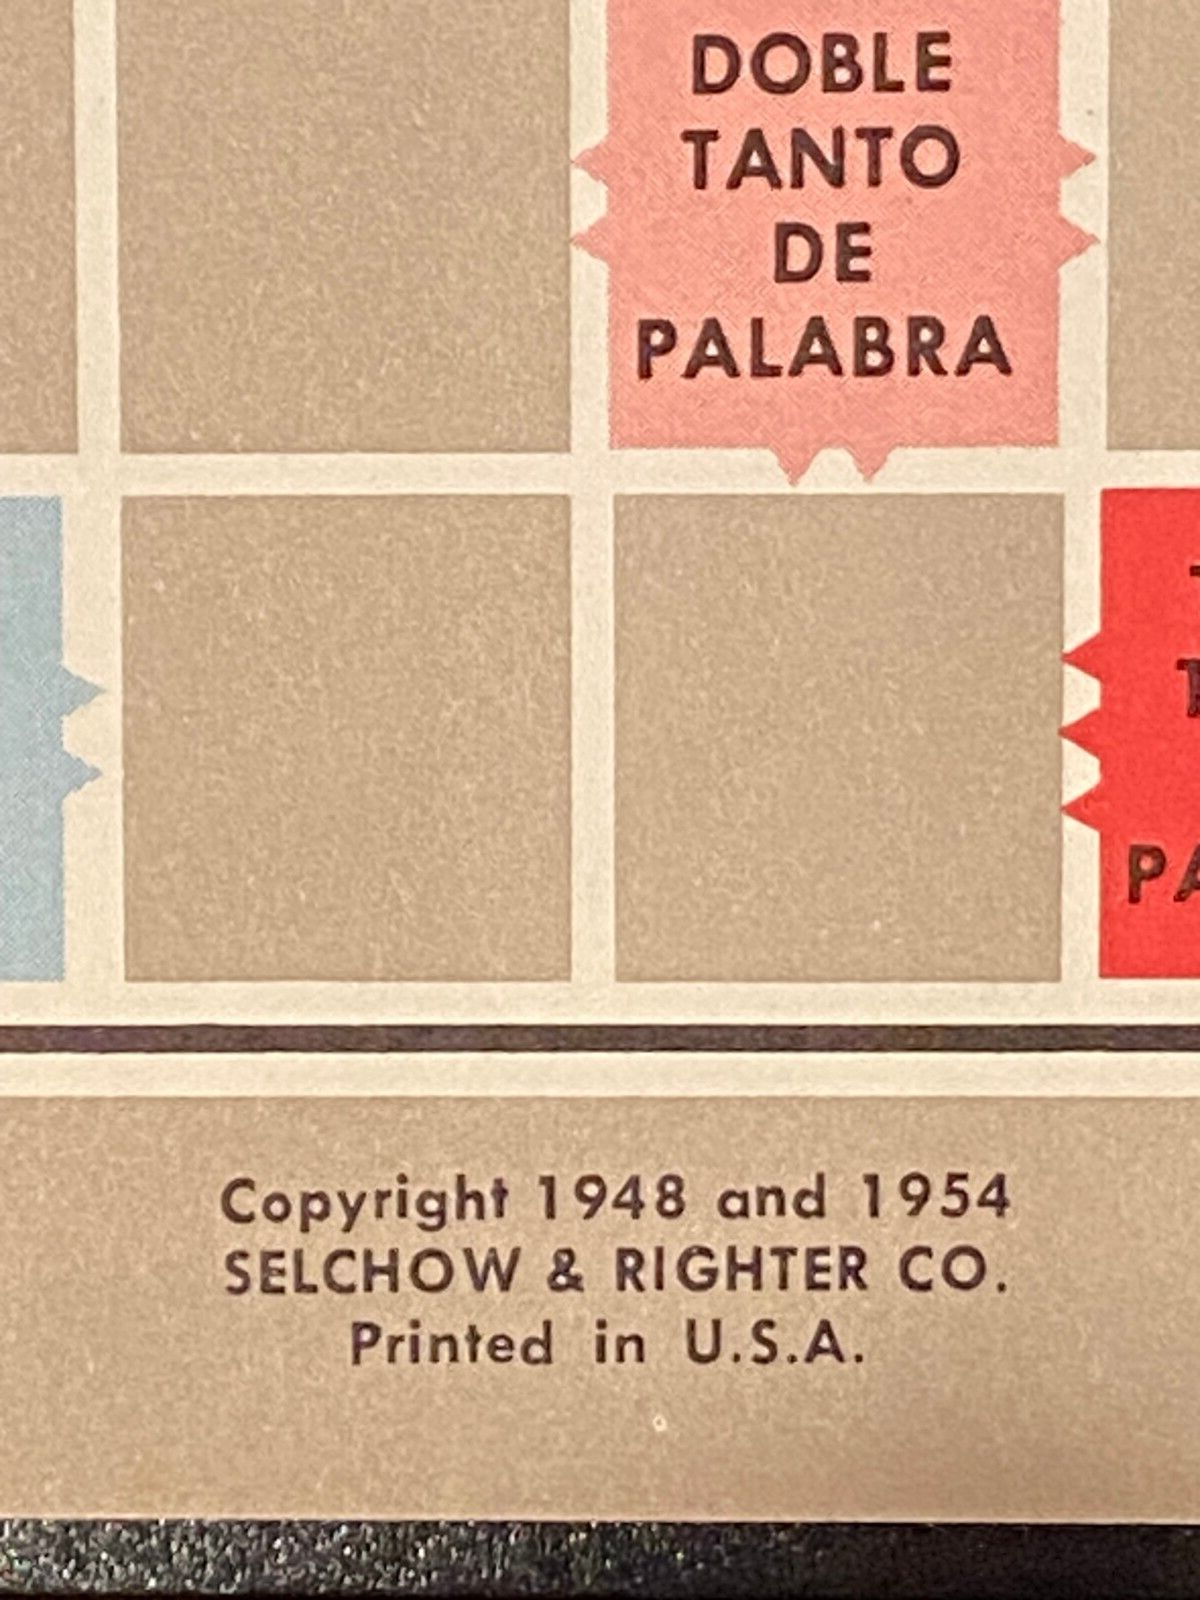 DOBLE
TANTO
DE
PALABRA
Copyright 1948 and 1954
SELCHOW & RIGHTER CO.
Printed in U.S.A.